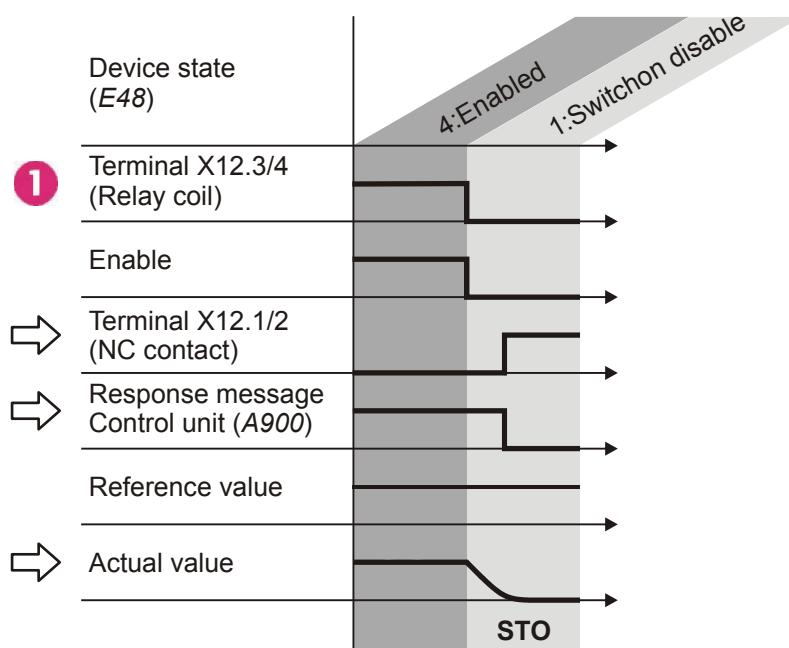 Device state
(E48)
4:Enabled
1:Switchon disable
1
Terminal X12.3/4
(Relay coil)
Enable
Terminal X12.1/2
(NC contact)
Response message
Control unit (A900)
Reference value
Actual value
STO